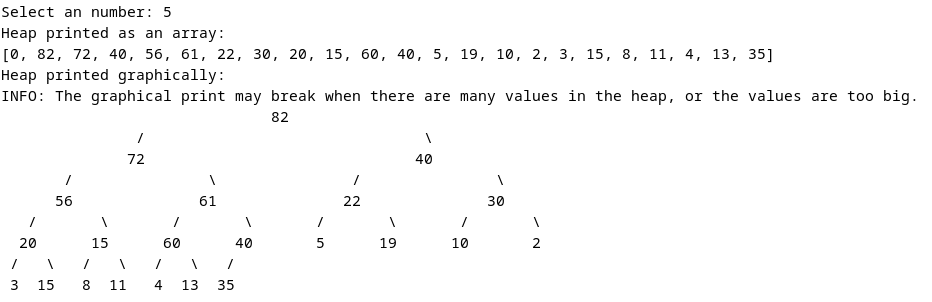 Select an number: 5
Heap printed as an array:
[0, 82, 72, 40, 56, 61, 22, 30, 20, 15, 60, 40, 5, 19, 10, 2, 3, 15, 8, 11, 4, 13, 35]
Heap printed graphically:
INFO: The graphical print may break when there are many values in the heap, or the values are too big.
                              82
               /                               \
              72                              40
       /               \               /               \
      56              61              22              30
   /       \       /       \       /       \       /       \
  20      15      60      40       5      19      10       2
 /   \   /   \   /   \   /
 3  15   8  11   4  13  35